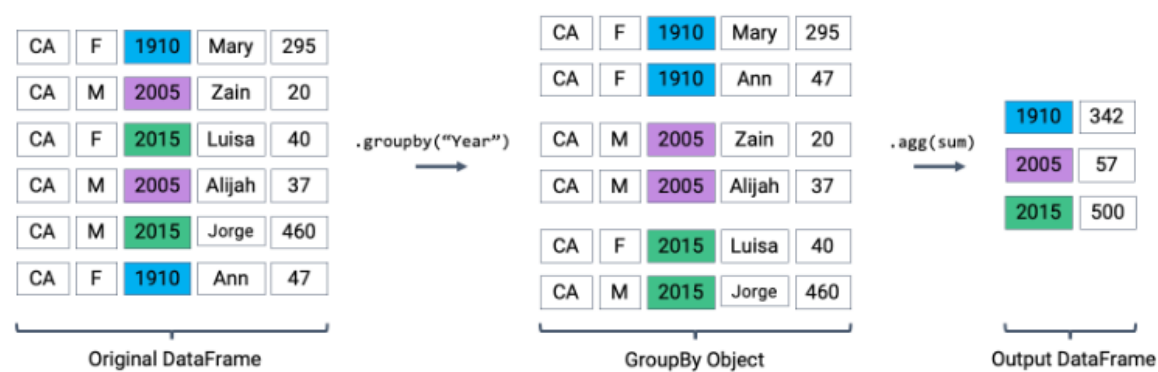 CA F 1910 Mary 295
CA M 2005 Zain 20
CA F 2015 Luisa 40
CA M 2005 Alijah 37
CA M 2015 Jorge 460
CA F 1910 Ann 47
Original DataFrame
.groupby(“Year”)
CA F 1910 Mary 295
CA F 1910 Ann 47
CA M 2005 Zain 20
CA M 2005 Alijah 37
CA F 2015 Luisa 40
CA M 2015 Jorge 460
GroupBy Object
.agg(sum)
1910 342
2005 57
2015 500
Output DataFrame